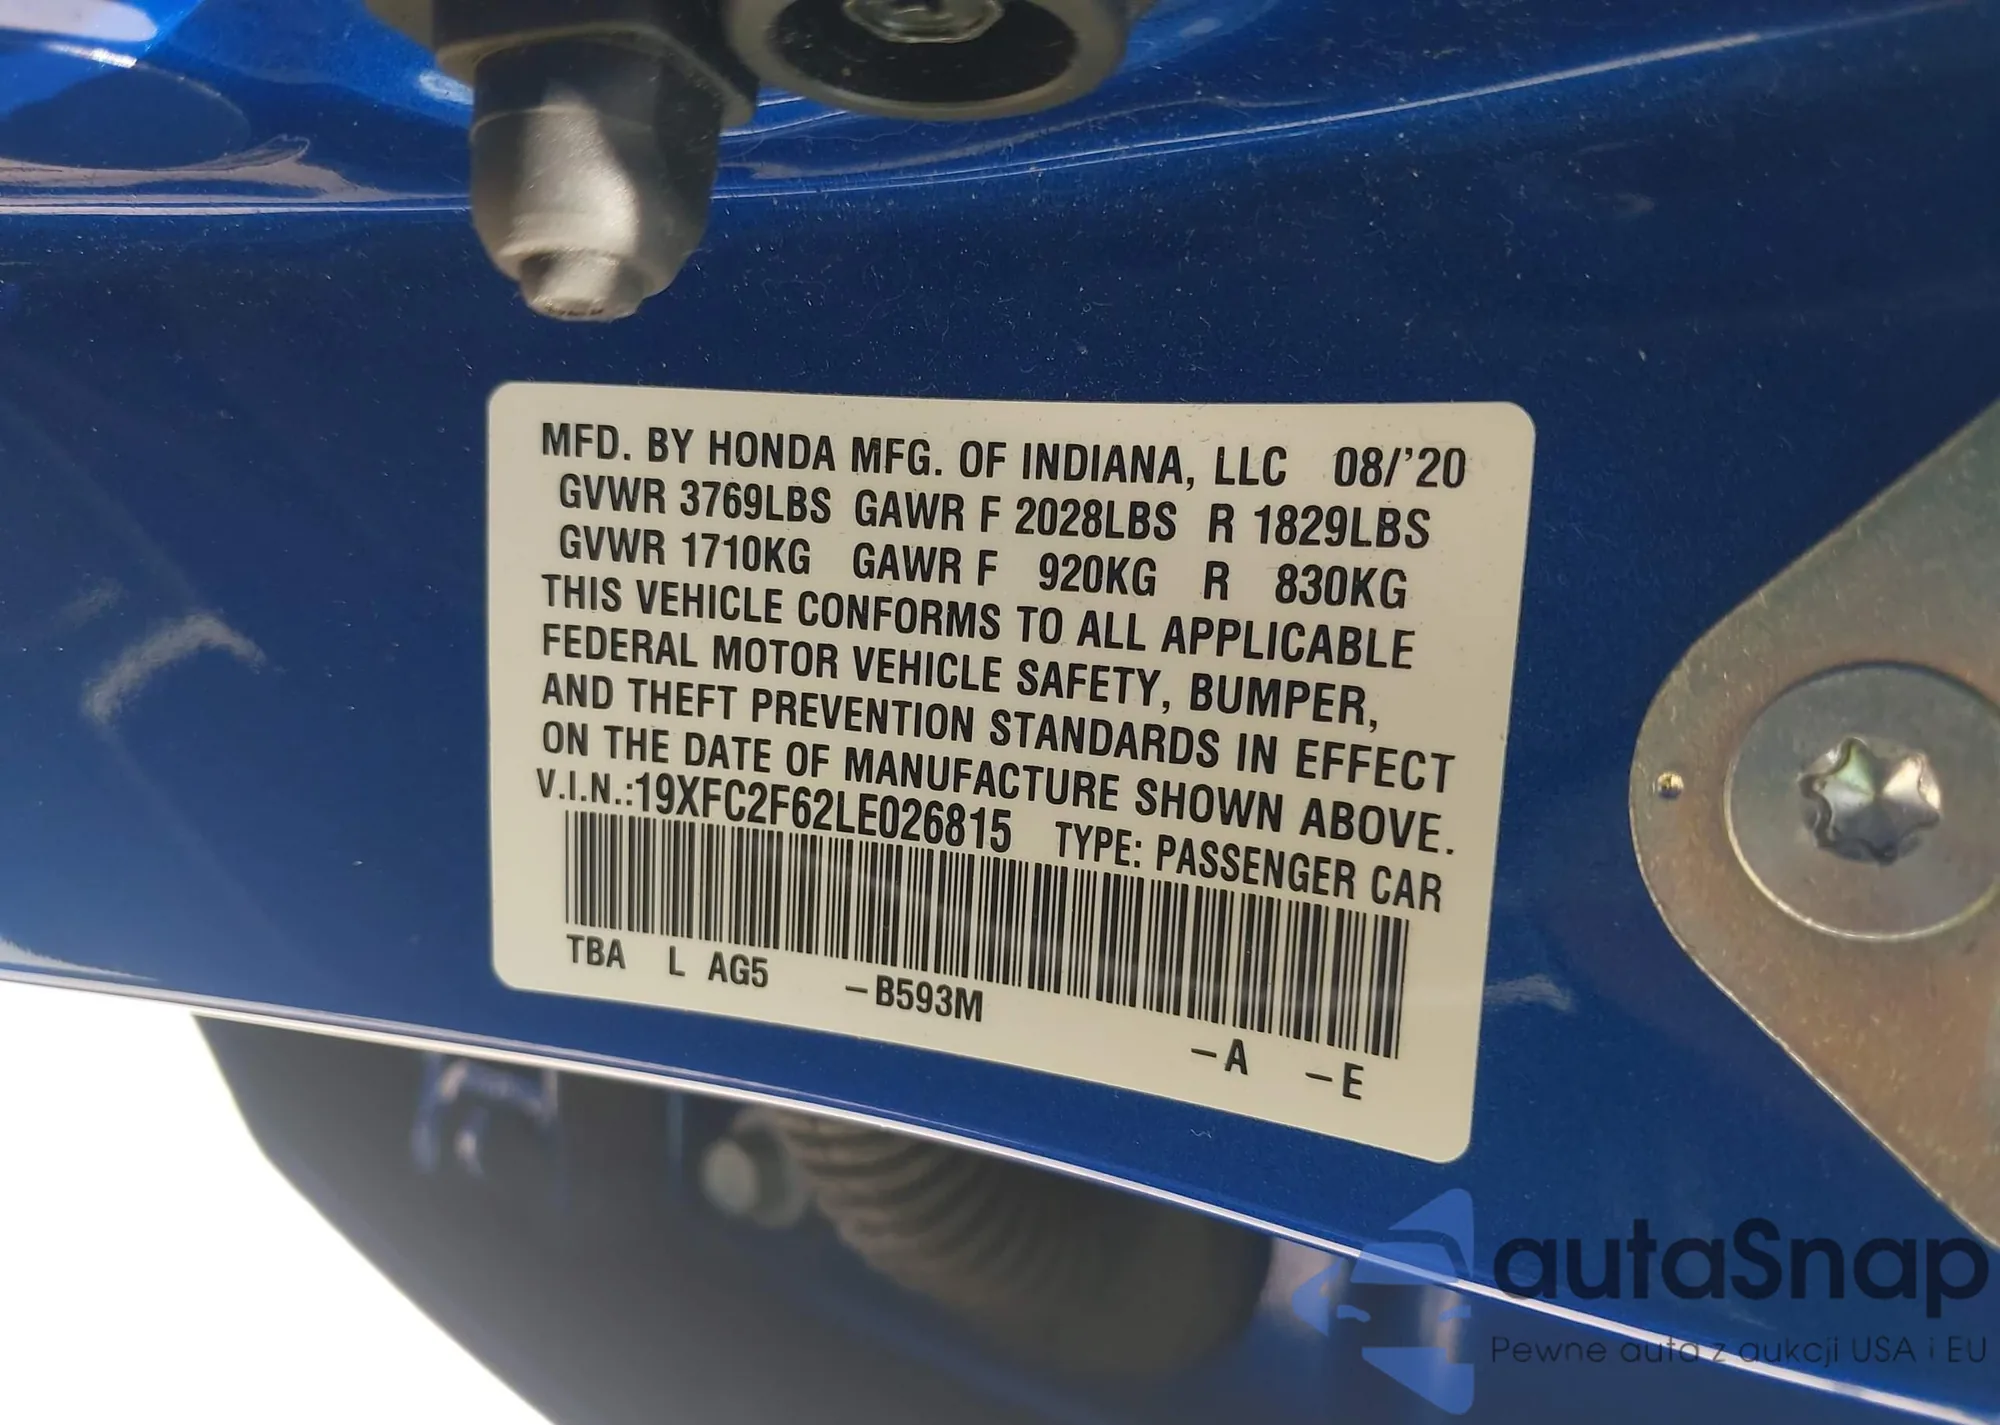 MFD. BY HONDA MFG. OF INDIANA, LLC 08/'20
GVWR 3769LBS GAWR F 2028LBS R 1829LBS
GVWR 1710KG GAWR F 920KG R 830KG
THIS VEHICLE CONFORMS TO ALL APPLICABLE
FEDERAL MOTOR VEHICLE SAFETY, BUMPER,
AND THEFT PREVENTION STANDARDS IN EFFECT
ON THE DATE OF MANUFACTURE SHOWN ABOVE.
V.I.N.:19XFC2F62LE026815 TYPE: PASSENGER CAR
TBA L AG5 -B593M -A -E
autaSnap
Pewne auta z aukcji USA i EU